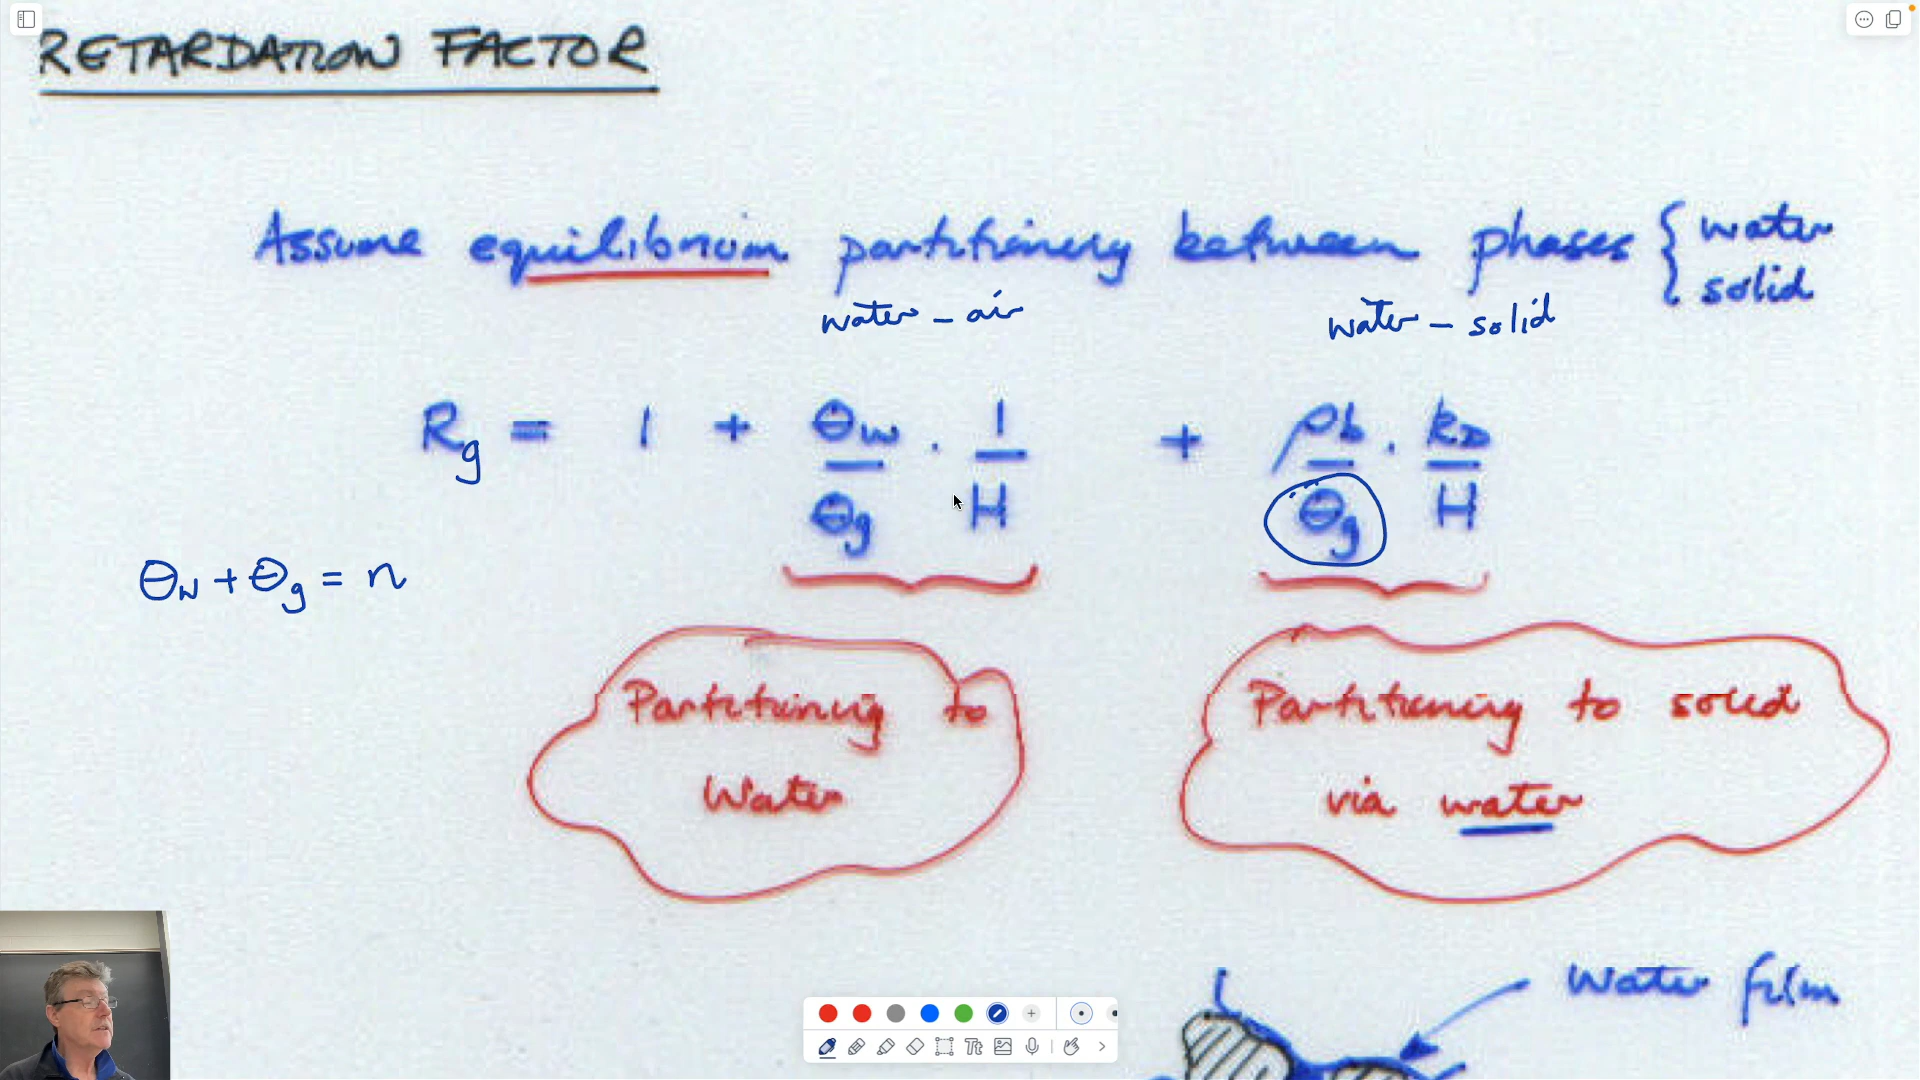 RETARDATION FACTOR
Assume equilibrium partitioning between phases { water
solid
water - air
water - solid
Rg = 1 + θw/θg · 1/H + ρb/θg · kD/H
θw + θg = n
Partitioning to
Water
Partitioning to solid
via water
Water film
Tt